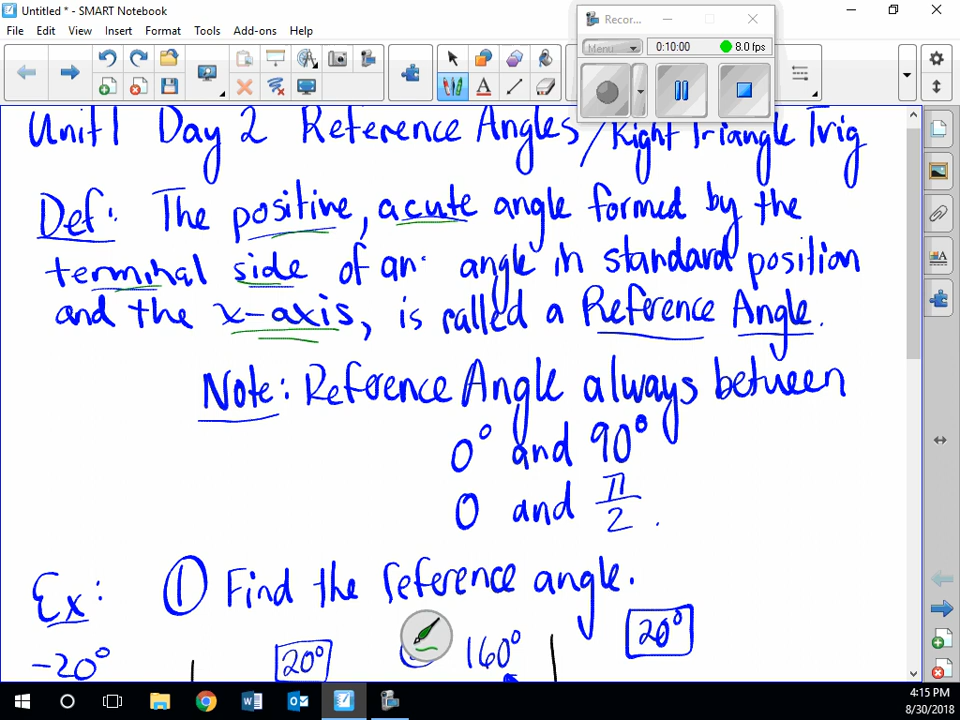 Untitled * - SMART Notebook
File Edit View Insert Format Tools Add-ons Help
Recor...
Menu 0:10:00 8.0 fps
Unit 1 Day 2 Reference Angles / Right Triangle Trig
Def: The positive, acute angle formed by the
terminal side of an angle in standard position
and the x-axis, is called a Reference Angle.
Note: Reference Angle always between
0° and 90°
0 and π/2.
Ex: ① Find the reference angle.
-20° 20° 160° 20°
4:15 PM
8/30/2018